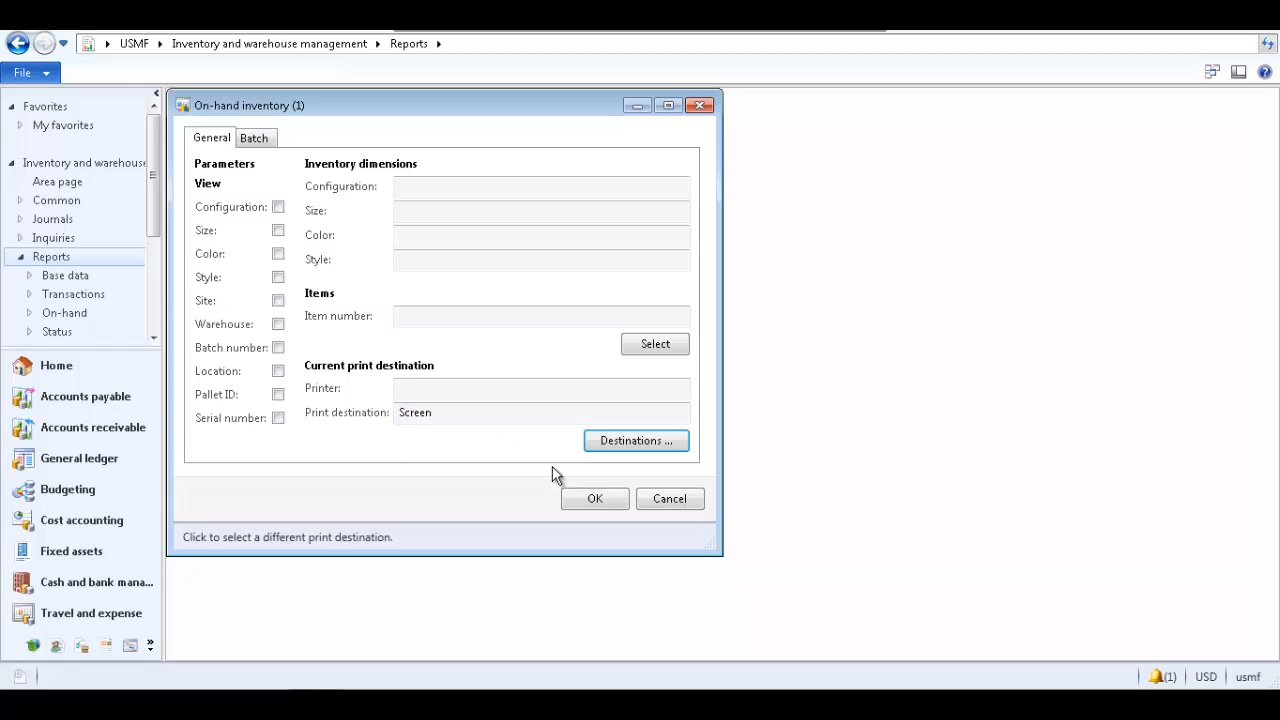 USMF Inventory and warehouse management Reports
File
Favorites
My favorites
Inventory and warehouse
Area page
Common
Journals
Inquiries
Reports
Base data
Transactions
On-hand
Status
Home
Accounts payable
Accounts receivable
General ledger
Budgeting
Cost accounting
Fixed assets
Cash and bank mana...
Travel and expense
On-hand inventory (1)
General Batch
Parameters
View
Configuration:
Size:
Color:
Style:
Site:
Warehouse:
Batch number:
Location:
Pallet ID:
Serial number:
Inventory dimensions
Configuration:
Size:
Color:
Style:
Items
Item number:
Select
Current print destination
Printer:
Print destination: Screen
Destinations ...
OK Cancel
Click to select a different print destination.
(1) USD usmf